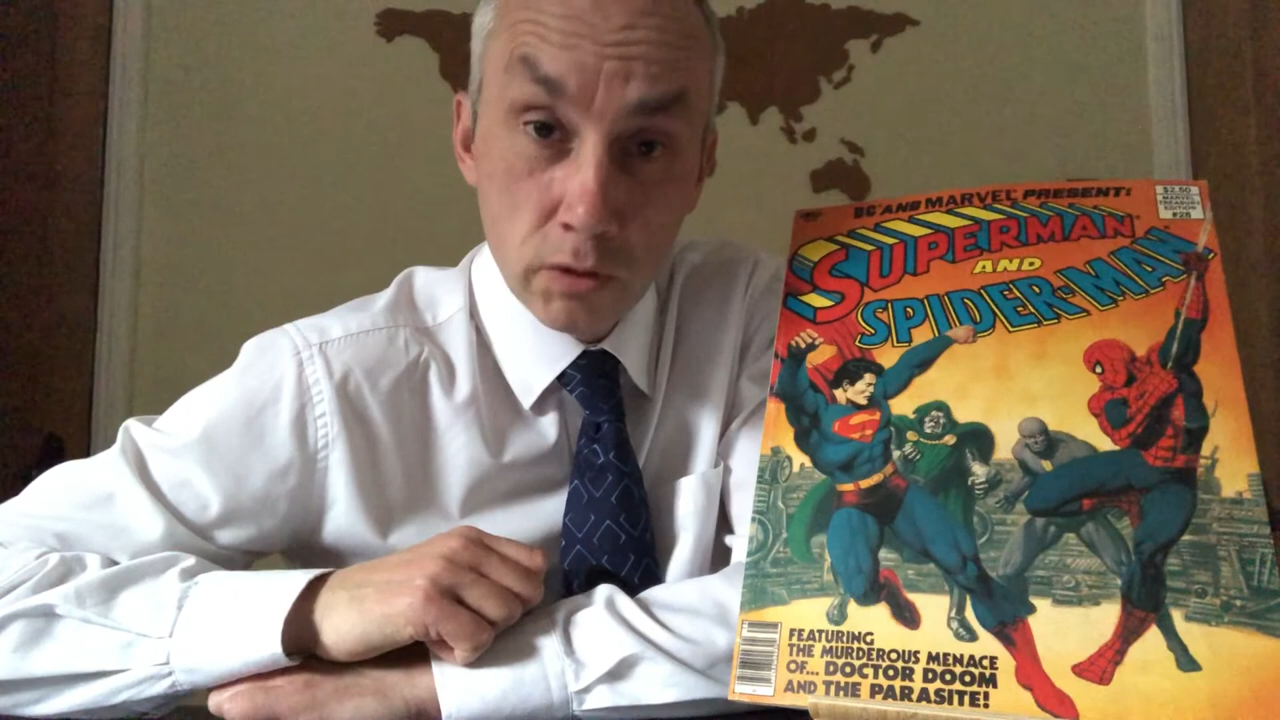 DC AND MARVEL PRESENT:
$2.50
MARVEL
TREASURY
EDITION
#28
SUPERMAN
AND
SPIDER-MAN
FEATURING
THE MURDEROUS MENACE
OF... DOCTOR DOOM
AND THE PARASITE!